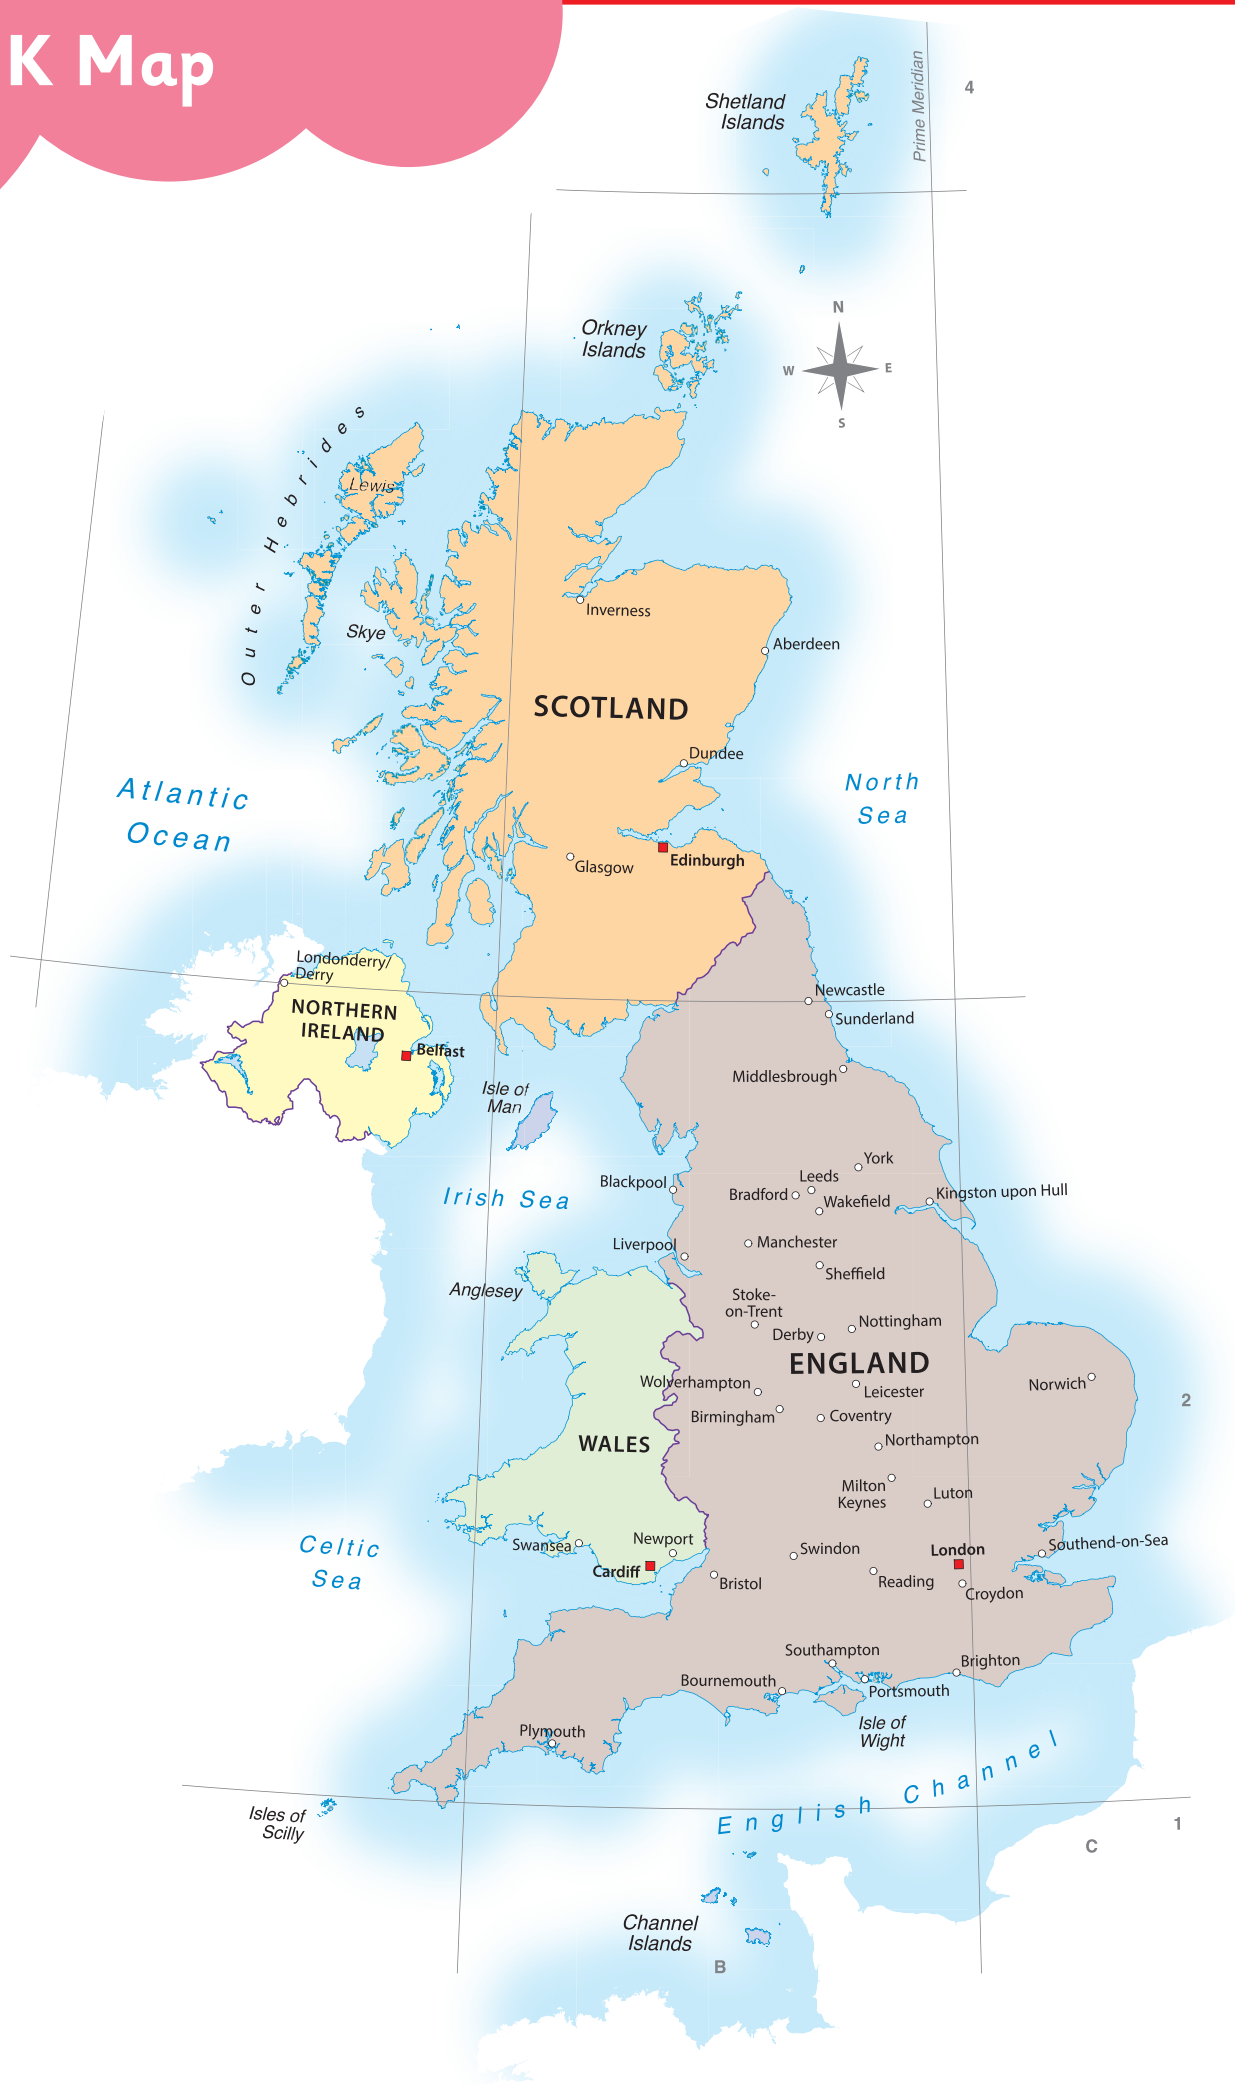 K Map
Prime Meridian
4
Shetland
Islands
N
W
E
S
Orkney
Islands
Outer Hebrides
Lewis
Skye
Inverness
Aberdeen
SCOTLAND
Dundee
Atlantic
Ocean
North
Sea
Glasgow
Edinburgh
Londonderry/
Derry
NORTHERN
IRELAND
Belfast
Newcastle
Sunderland
Middlesbrough
Isle of
Man
Irish Sea
York
Leeds
Bradford
Wakefield
Kingston upon Hull
Blackpool
Manchester
Liverpool
Sheffield
Anglesey
Stoke-
on-Trent
Nottingham
Derby
ENGLAND
Wolverhampton
Leicester
Norwich
2
Birmingham
Coventry
WALES
Northampton
Milton
Keynes
Luton
Celtic
Sea
Swansea
Newport
Cardiff
Swindon
London
Southend-on-Sea
Bristol
Reading
Croydon
Southampton
Brighton
Bournemouth
Portsmouth
Isle of
Wight
Plymouth
English Channel
Isles of
Scilly
1
C
Channel
Islands
B